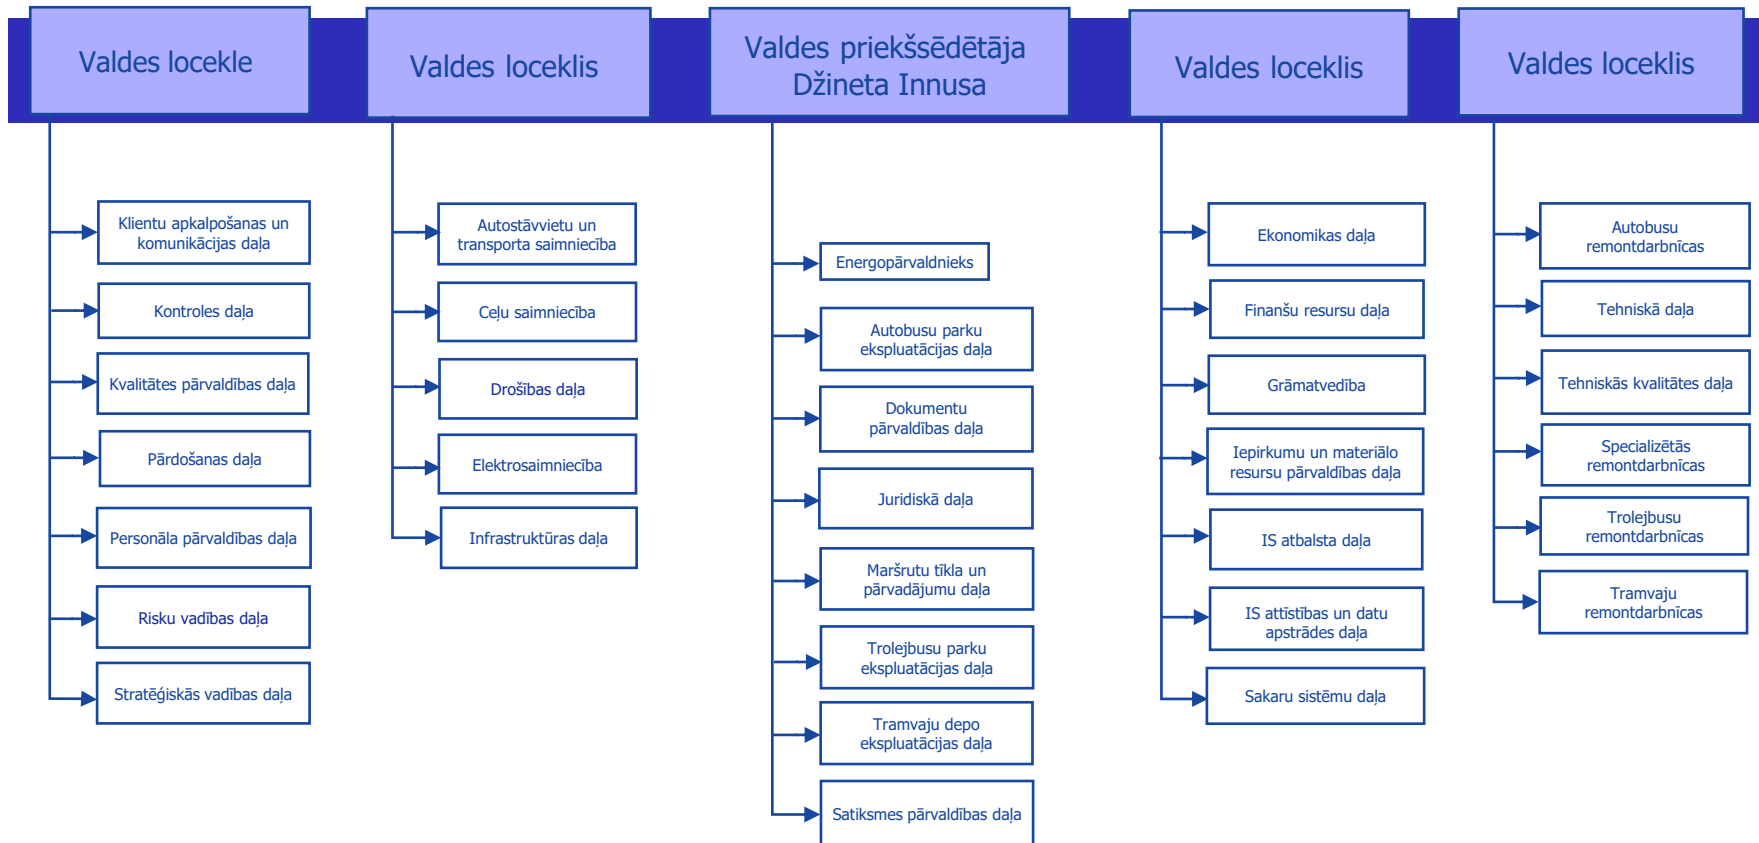 Valdes locekle
Klientu apkalpošanas un
komunikācijas daļa
Kontroles daļa
Kvalitātes pārvaldības daļa
Pārdošanas daļa
Personāla pārvaldības daļa
Risku vadības daļa
Stratēģiskās vadības daļa
Valdes loceklis
Autostāvvietu un
transporta saimniecība
Ceļu saimniecība
Drošības daļa
Elektrosaimniecība
Infrastruktūras daļa
Valdes priekšsēdētāja
Džineta Innusa
Energopārvaldnieks
Autobusu parku
ekspluatācijas daļa
Dokumentu
pārvaldības daļa
Juridiskā daļa
Maršrutu tīkla un
pārvadājumu daļa
Trolejbusu parku
ekspluatācijas daļa
Tramvaju depo
ekspluatācijas daļa
Satiksmes pārvaldības daļa
Valdes loceklis
Ekonomikas daļa
Finanšu resursu daļa
Grāmatvedība
Iepirkumu un materiālo
resursu pārvaldības daļa
IS atbalsta daļa
IS attīstības un datu
apstrādes daļa
Sakaru sistēmu daļa
Valdes loceklis
Autobusu
remontdarbnīcas
Tehniskā daļa
Tehniskās kvalitātes daļa
Specializētās
remontdarbnīcas
Trolejbusu
remontdarbnīcas
Tramvaju
remontdarbnīcas